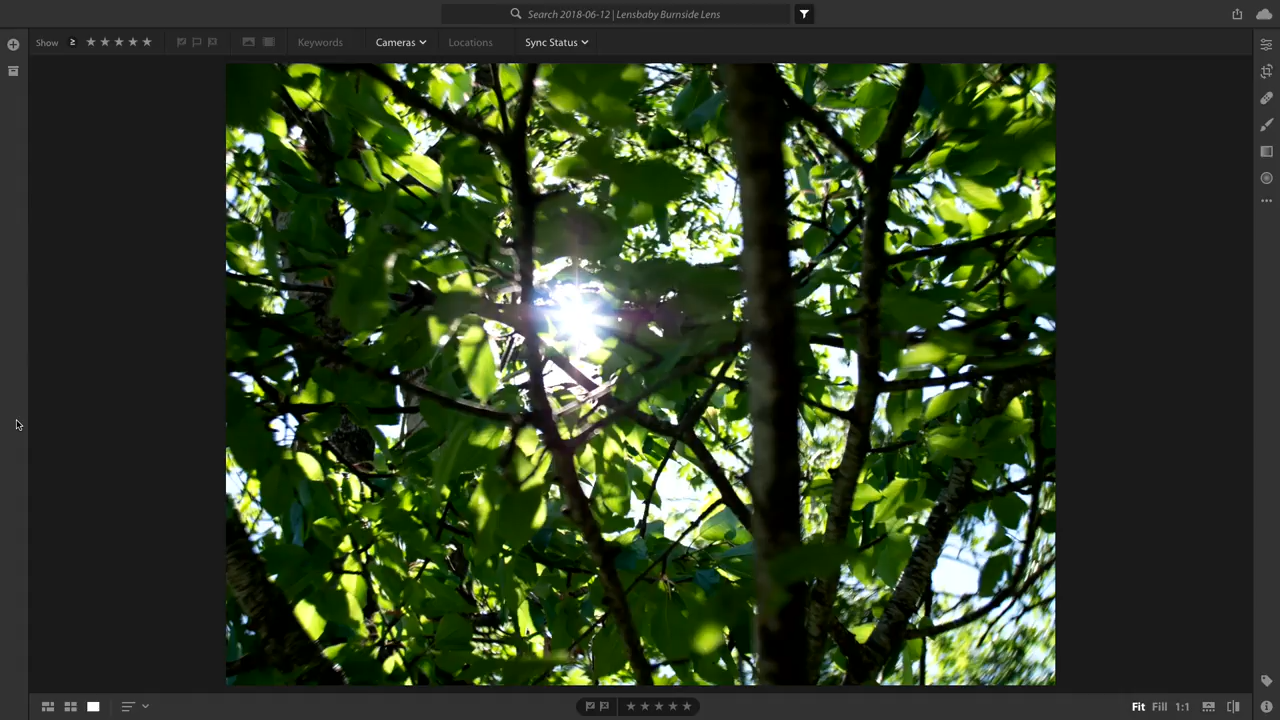 Search 2018-06-12 | Lensbaby Burnside Lens
Show ≥ ★ ★ ★ ★ ★ Keywords Cameras Locations Sync Status
★ ★ ★ ★ ★ Fit Fill 1:1